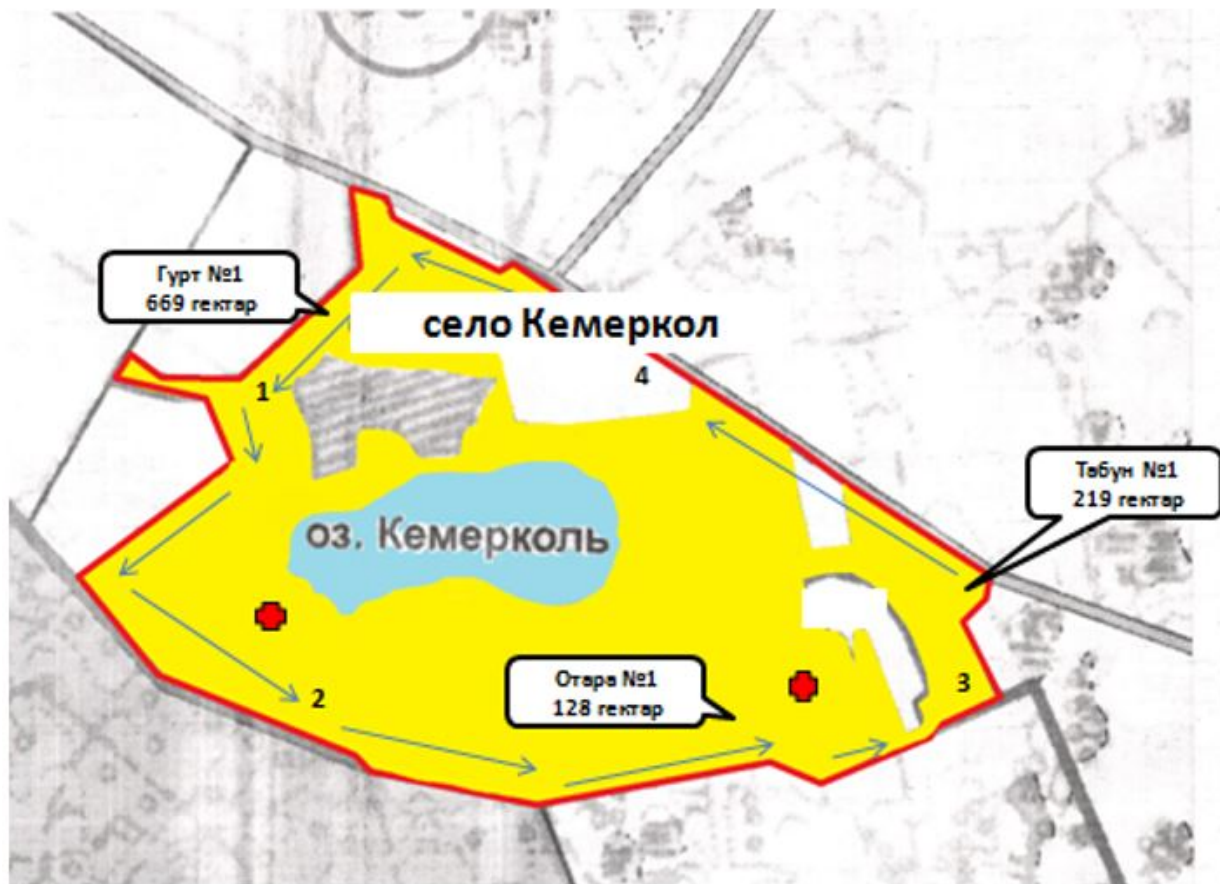 Гурт №1
669 гектар
село Кемеркол
1
4
Табун №1
219 гектар
оз. Кемерколь
2
Отара №1
128 гектар
3